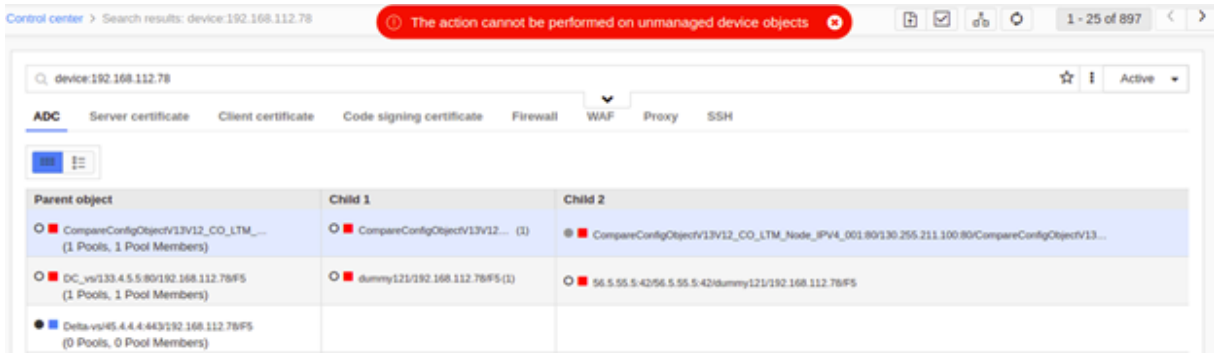 Control center > Search results: device:192.168.112.78
The action cannot be performed on unmanaged device objects
1 - 25 of 897
device:192.168.112.78
Active
ADC Server certificate Client certificate Code signing certificate Firewall WAF Proxy SSH
Parent object Child 1 Child 2
CompareConfigObjectV13V12_CO_LTM_... CompareConfigObjectV13V12... (1) CompareConfigObjectV13V12_CO_LTM_Node_IPV4_001:80/130.255.211.100:80/CompareConfigObjectV13...
(1 Pools, 1 Pool Members)
DC_vs/133.4.5.5:80/192.168.112.78/F5 dummy121/192.168.112.78/F5 (1) 56.5.55.5:42/56.5.55.5:42/dummy121/192.168.112.78/F5
(1 Pools, 1 Pool Members)
Delta-vs/45.4.4.4:443/192.168.112.78/F5
(0 Pools, 0 Pool Members)